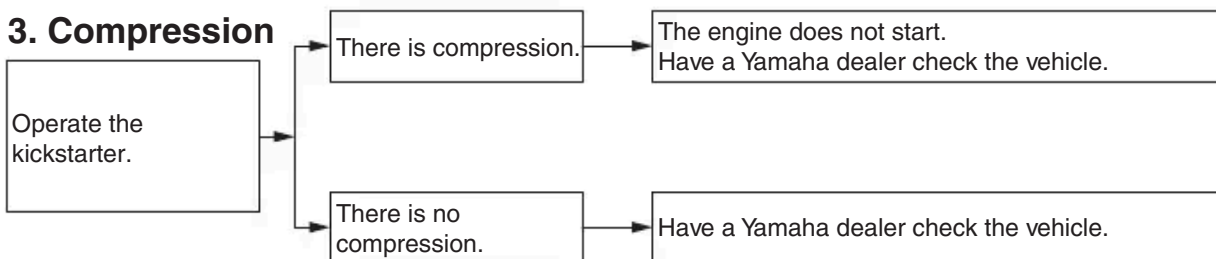 3. Compression
Operate the
kickstarter.
There is compression.
The engine does not start.
Have a Yamaha dealer check the vehicle.
There is no
compression.
Have a Yamaha dealer check the vehicle.